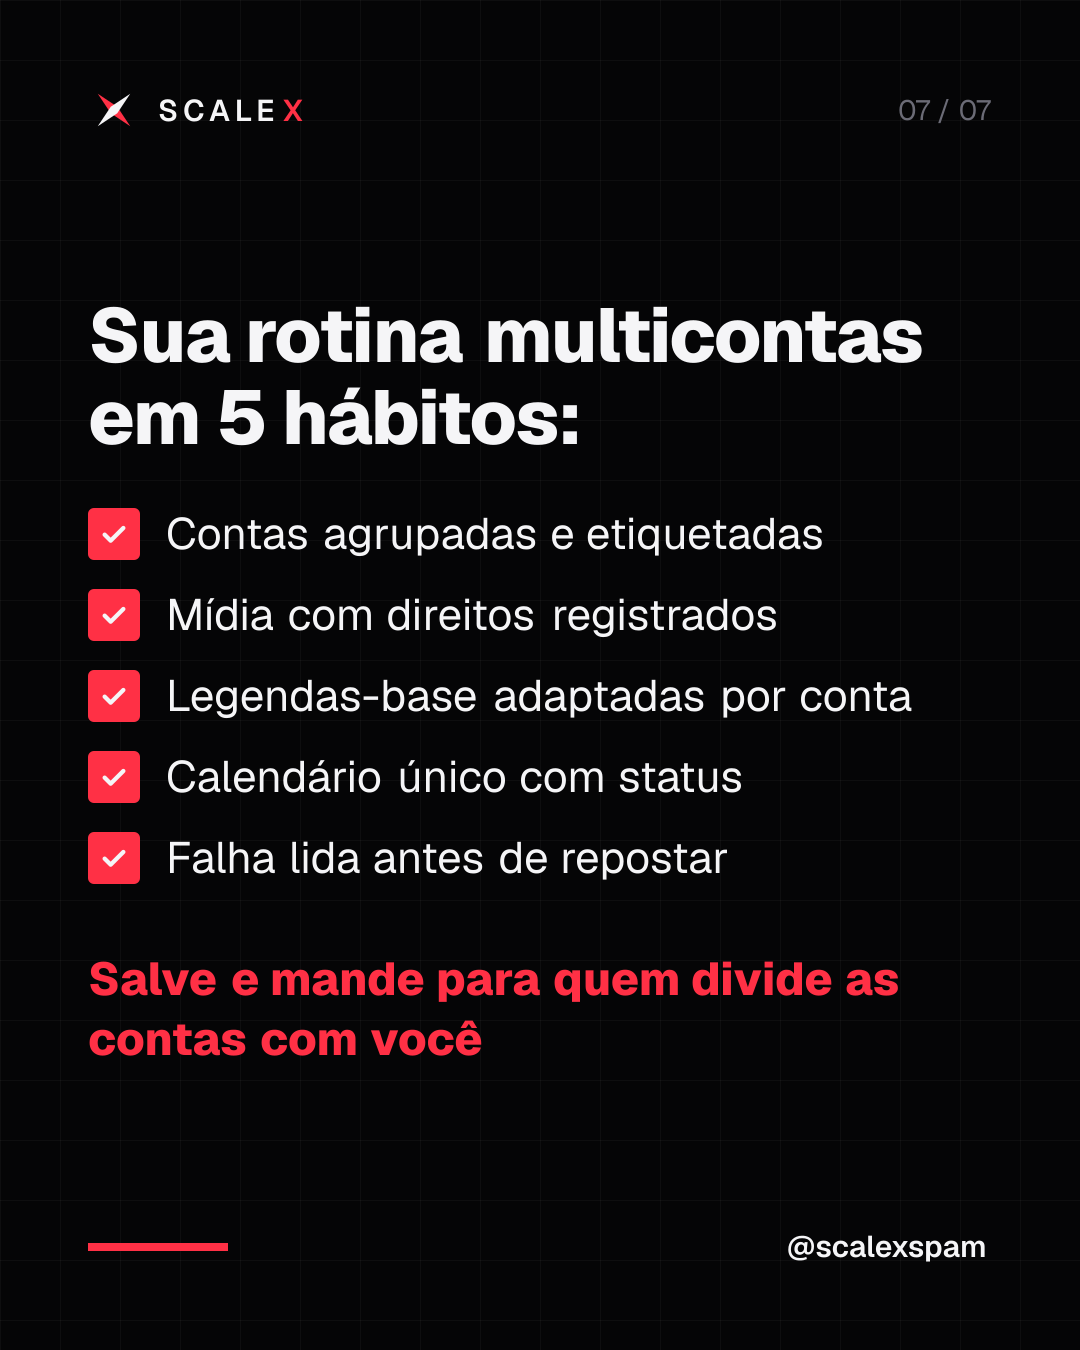 SCALEX
07 / 07
Sua rotina multicontas
em 5 hábitos:
Contas agrupadas e etiquetadas
Mídia com direitos registrados
Legendas-base adaptadas por conta
Calendário único com status
Falha lida antes de repostar
Salve e mande para quem divide as
contas com você
@scalexspam